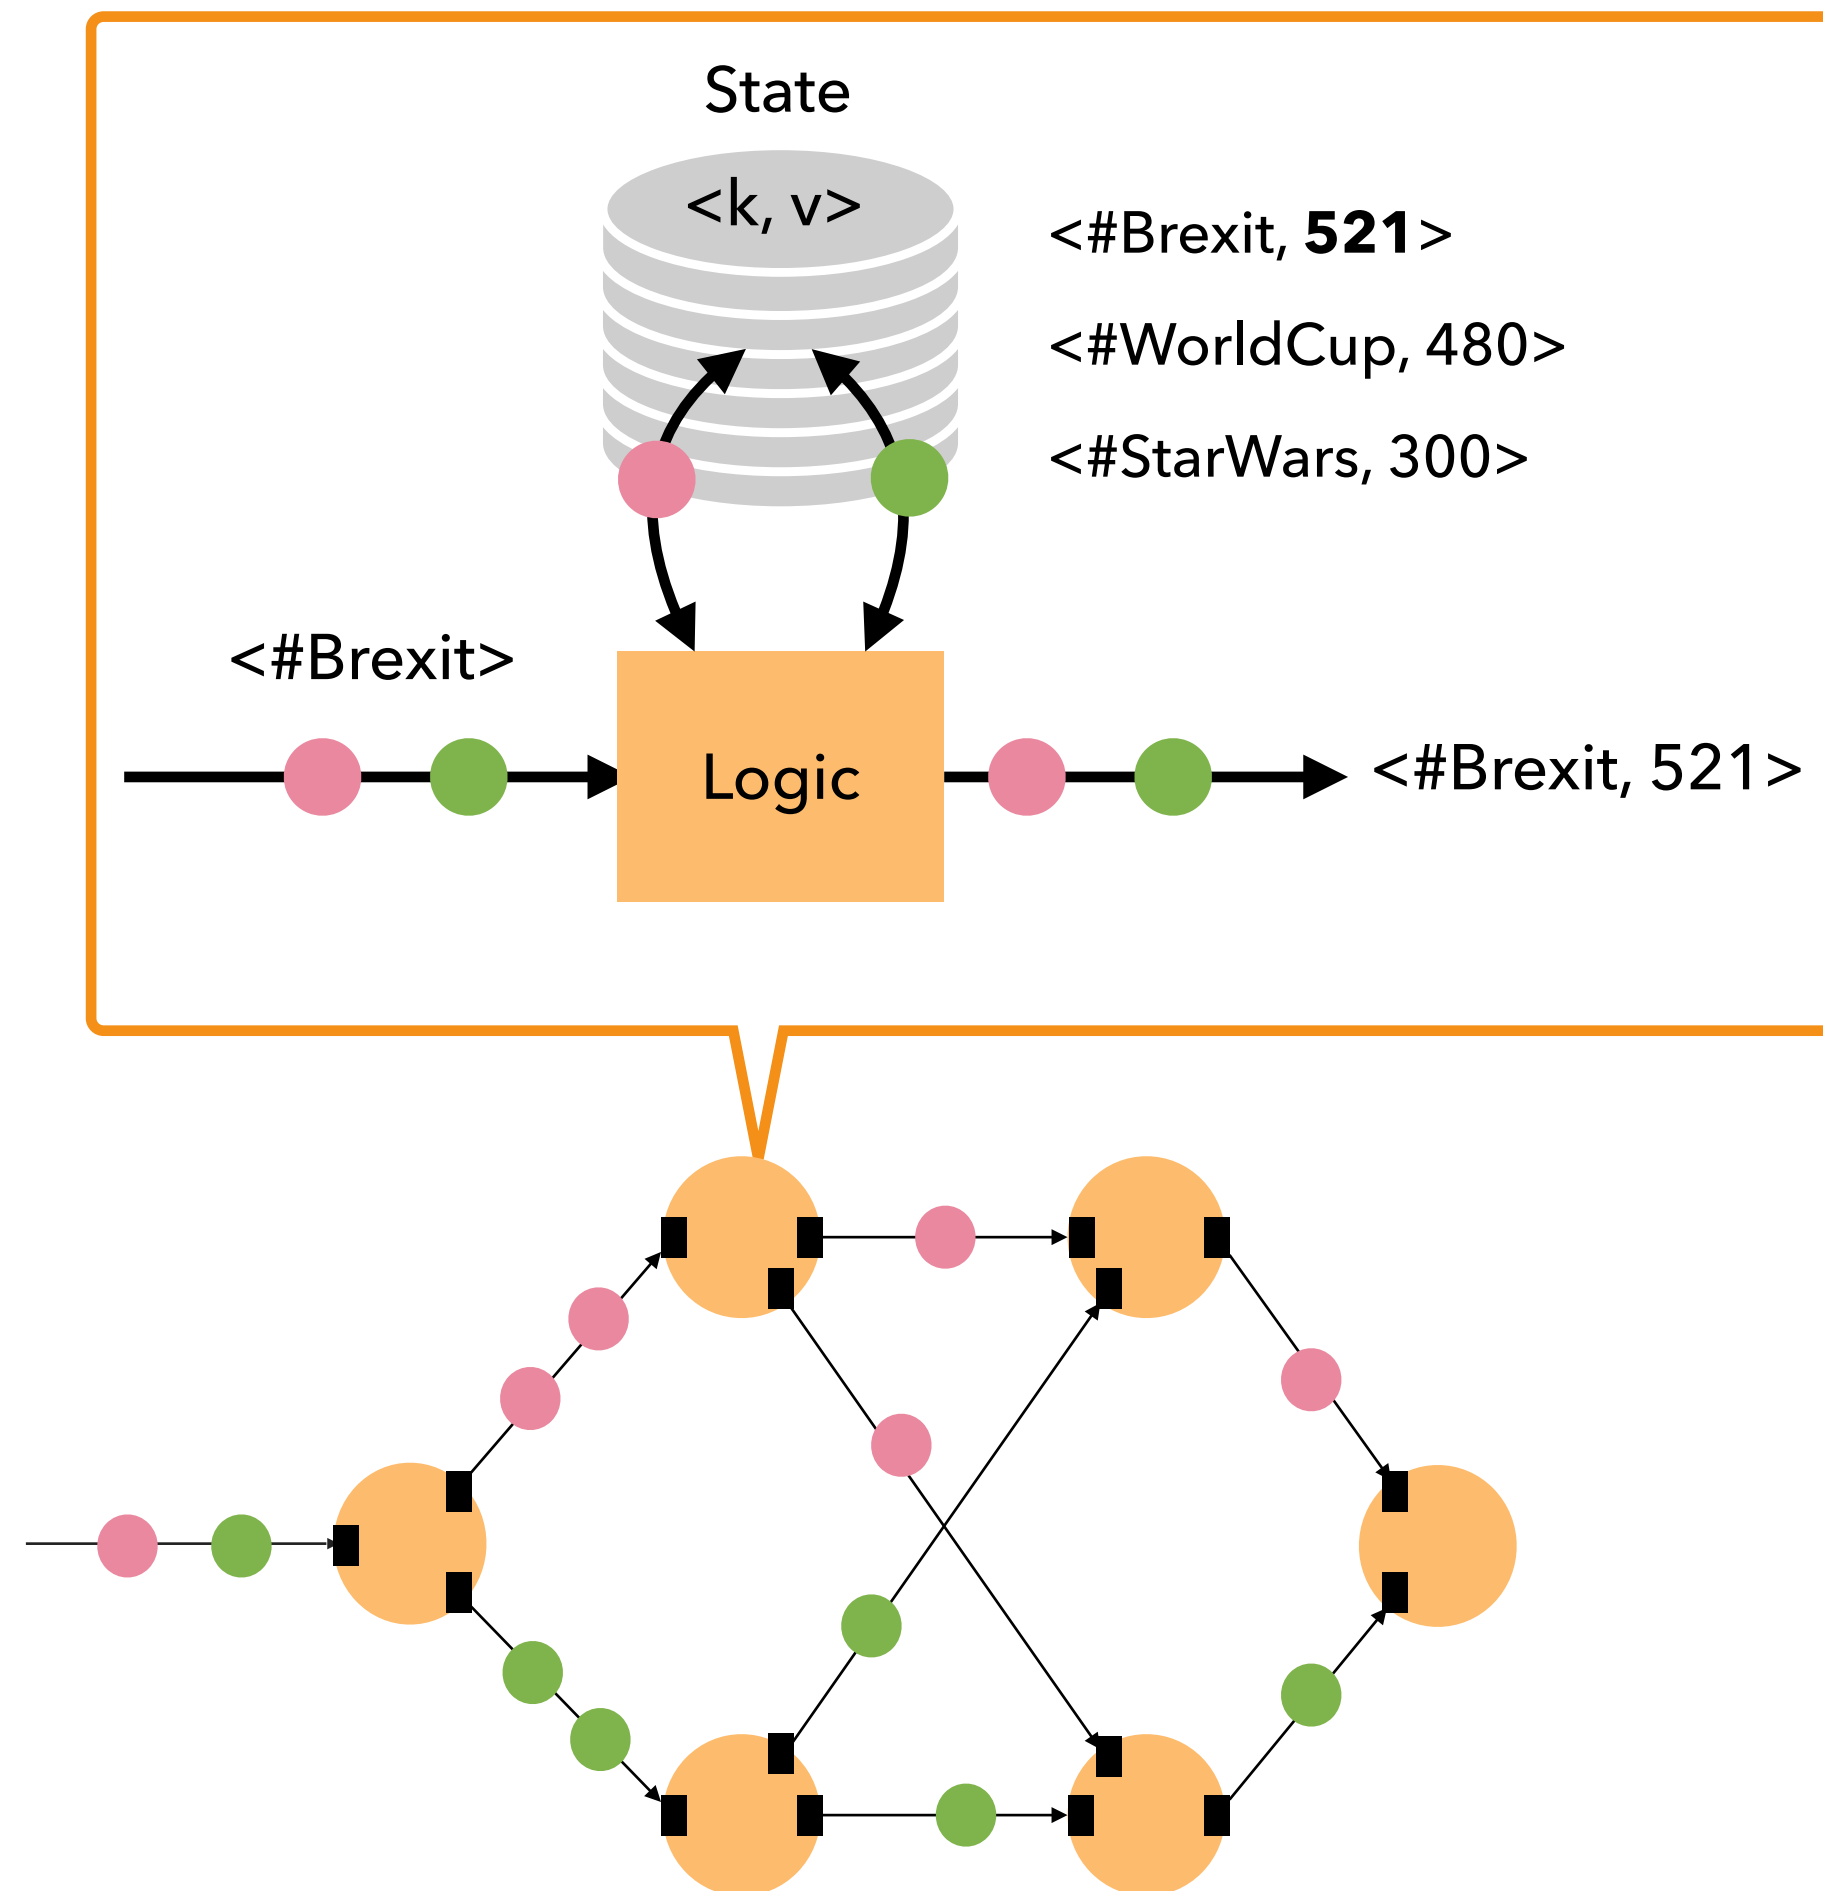 State
<k, v>
<#Brexit, 521>
<#WorldCup, 480>
<#StarWars, 300>
<#Brexit>
Logic
<#Brexit, 521>